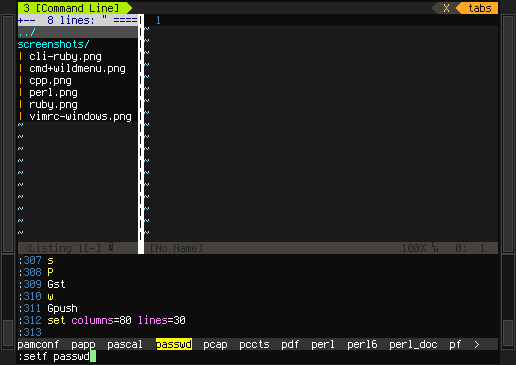 3 [Command Line] X tabs
+-- 8 lines: " ====
1
../
screenshots/
cli-ruby.png
cmd+wildmenu.png
cpp.png
perl.png
ruby.png
vimrc-windows.png
~
~
~
~
~
~
~
~
~
~
<Listing 1[-] [No Name] 100% 0: 1
:307 s
:308 P
:309 Gst
:310 w
:311 Gpush
:312 set columns=80 lines=30
:313
pamconf papp pascal passwd pcap pccts pdf perl perl6 perl_doc pf >
:setf passwd